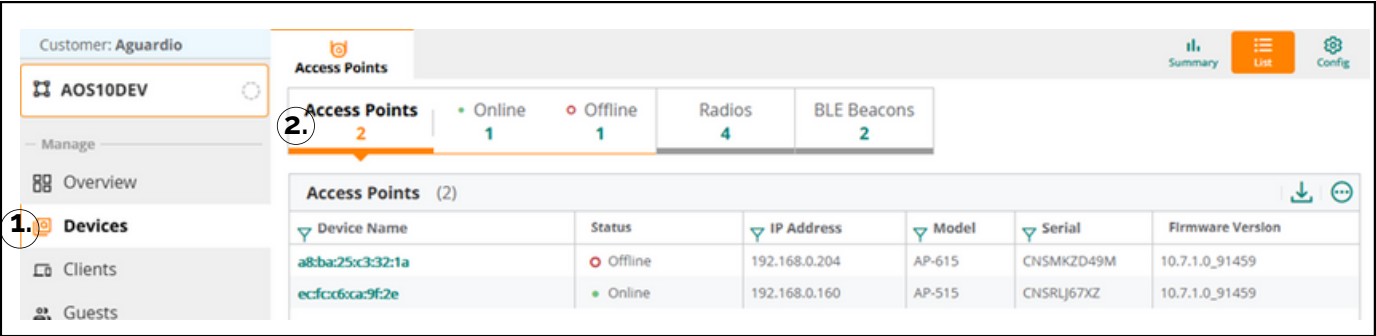 Customer: Aguardio
Access Points
Summary
List
Config
AOS10DEV
Access Points Online Offline Radios BLE Beacons
2.
2 1 1 4 2
Manage
Overview
Access Points (2)
1.
Devices
Device Name Status IP Address Model Serial Firmware Version
a8:ba:25:c3:32:1a Offline 192.168.0.204 AP-615 CNSMKZD49M 10.7.1.0_91459
Clients
ec:fc:c6:ca:9f:2e Online 192.168.0.160 AP-515 CNSRLJ67XZ 10.7.1.0_91459
Guests